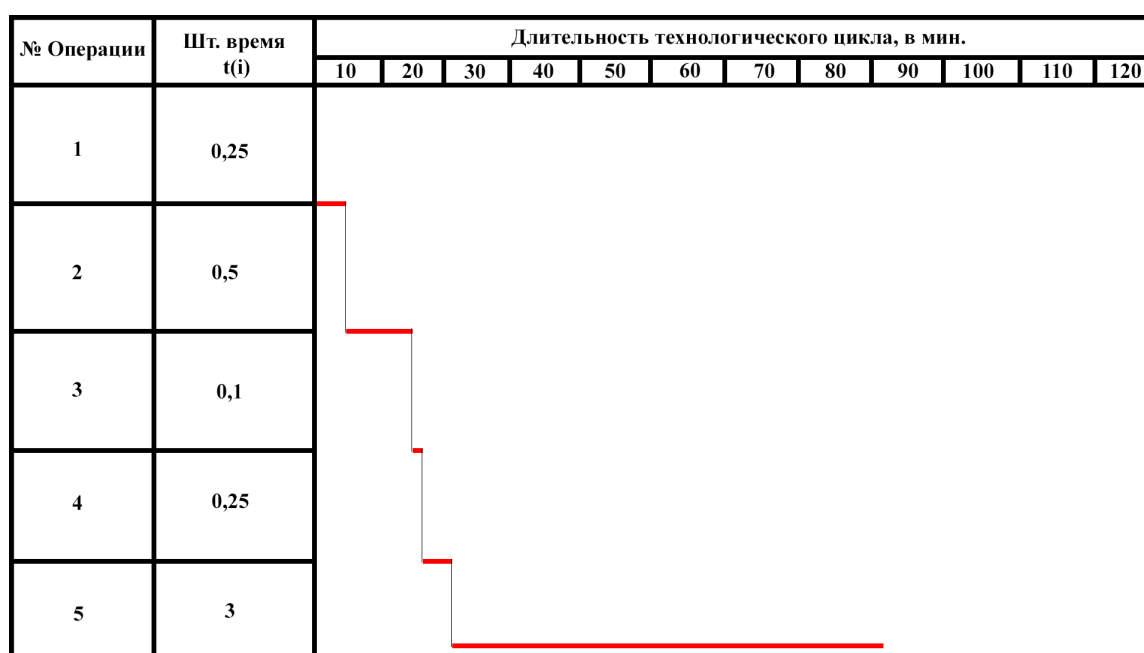 № Операции
Шт. время
t(i)
Длительность технологического цикла, в мин.
10 20 30 40 50 60 70 80 90 100 110 120
1 0,25
2 0,5
3 0,1
4 0,25
5 3